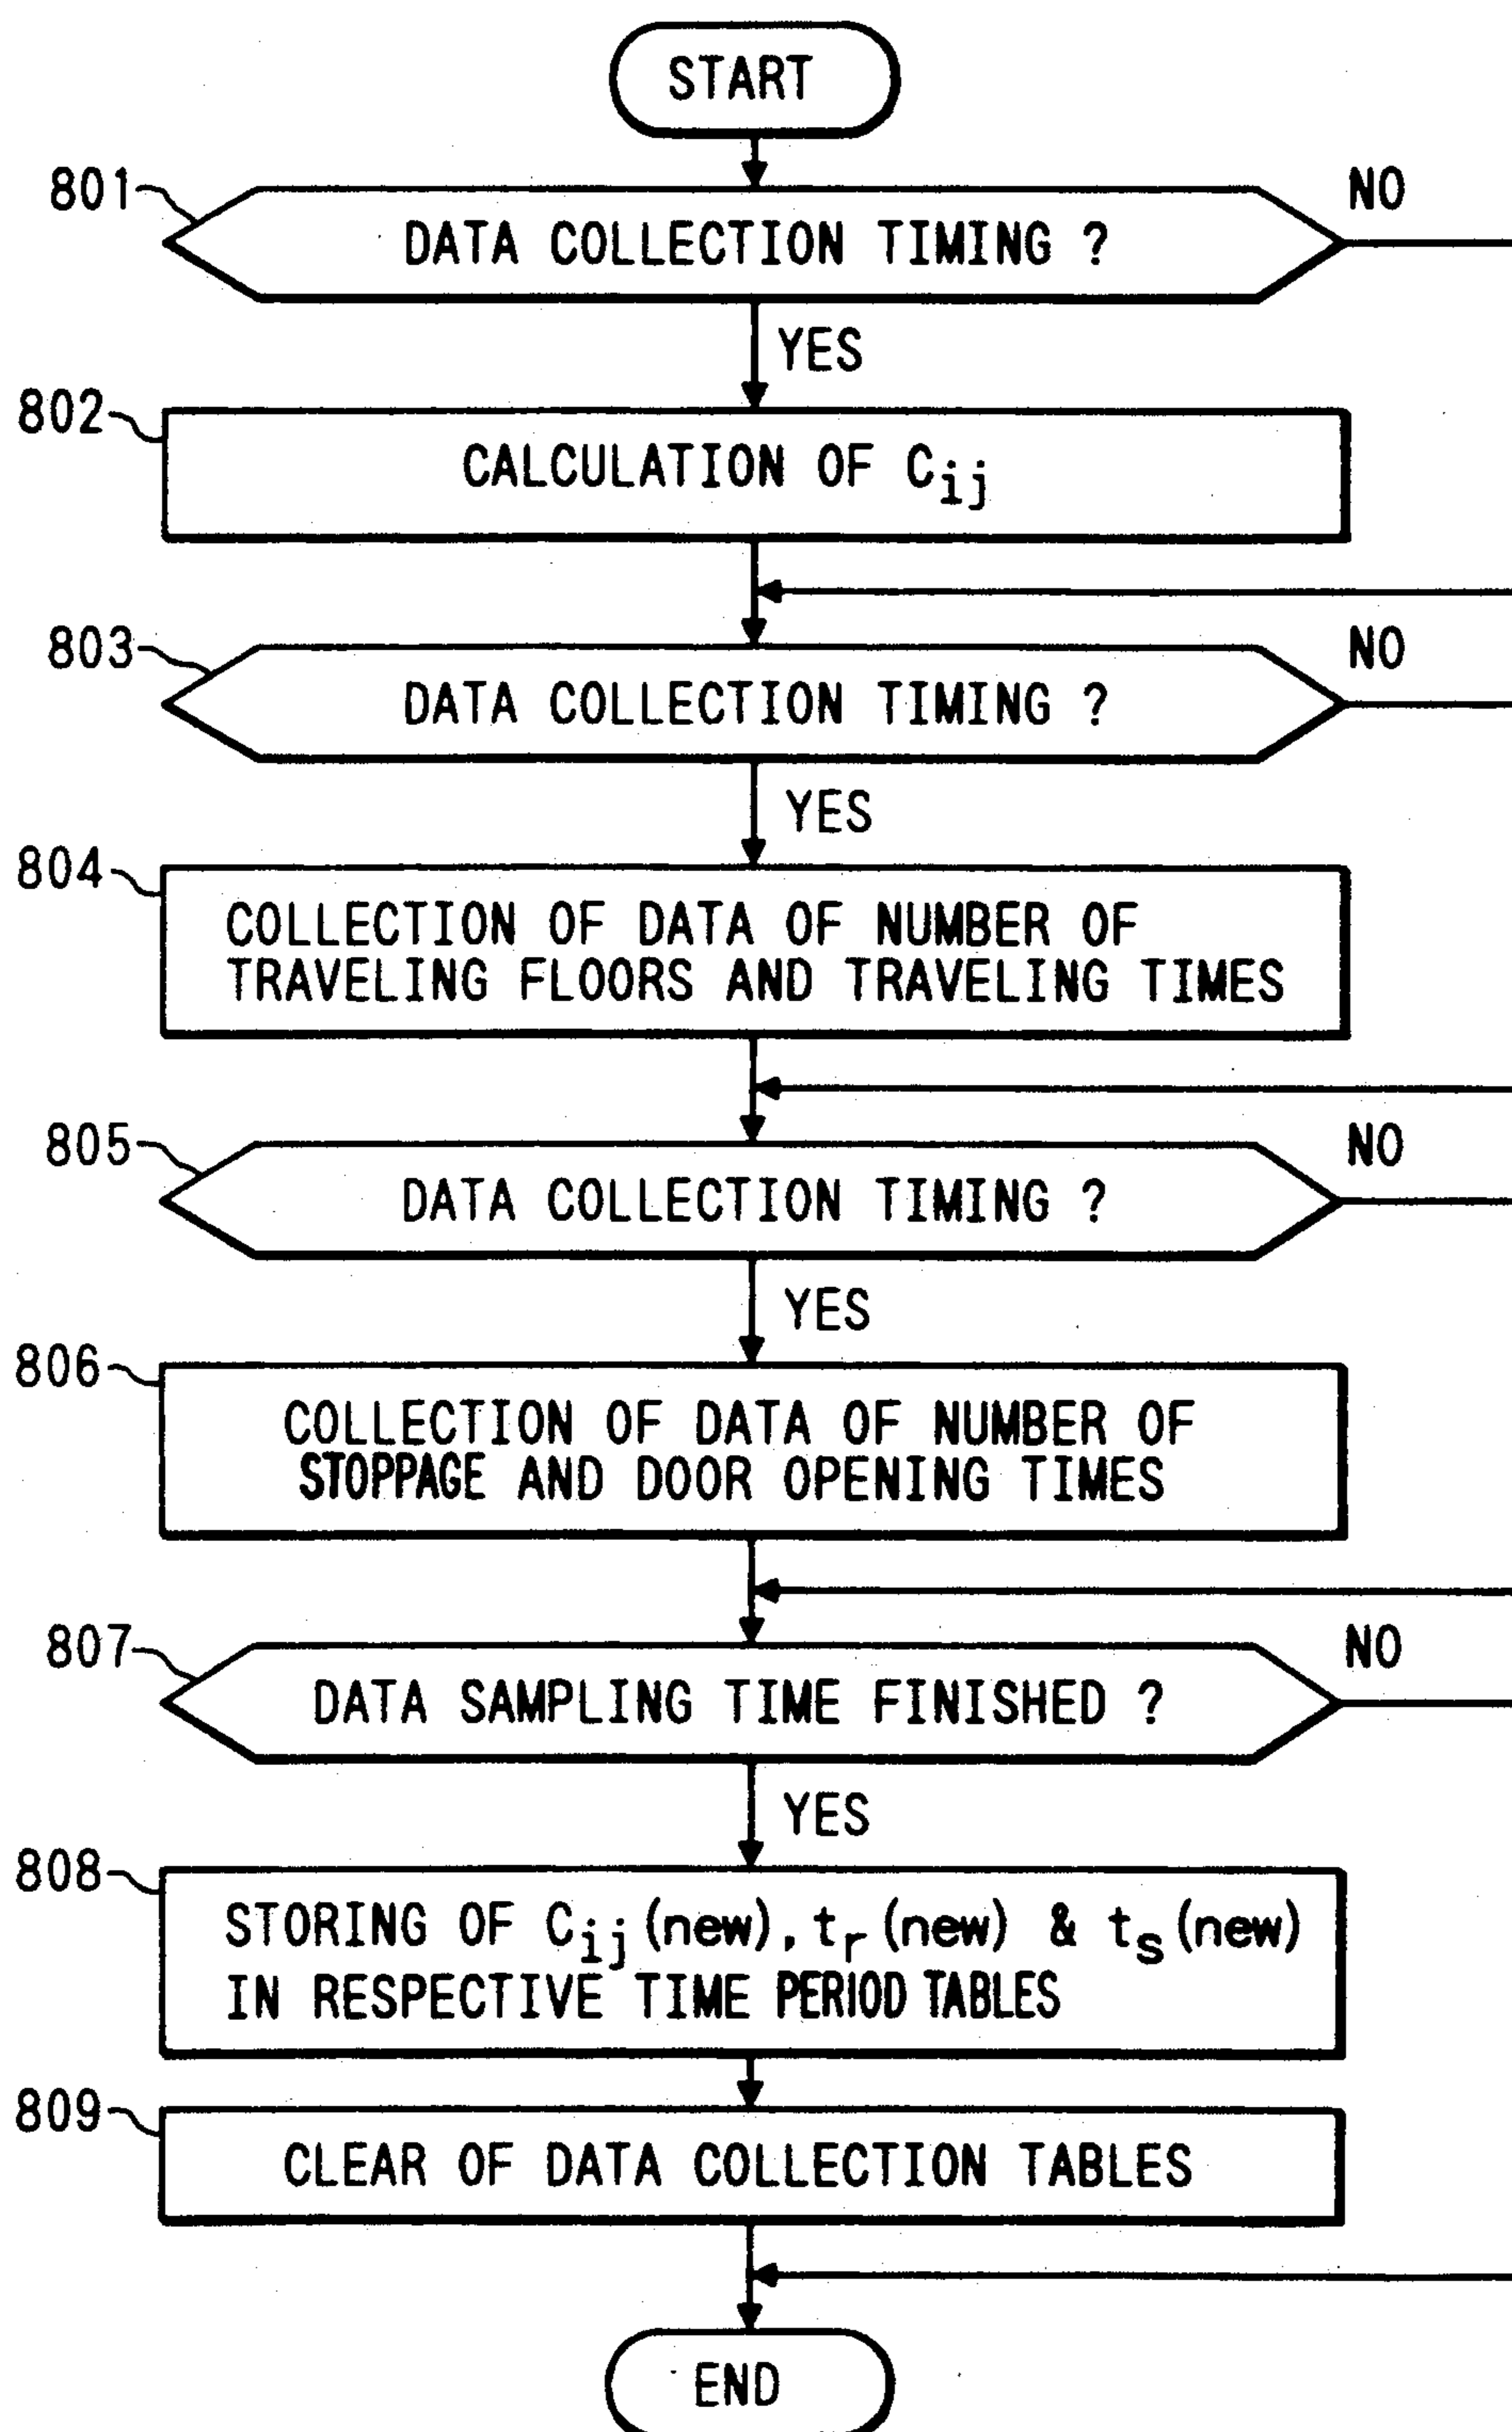 START
801
DATA COLLECTION TIMING ?
NO
YES
802
CALCULATION OF Cij
803
DATA COLLECTION TIMING ?
NO
YES
804
COLLECTION OF DATA OF NUMBER OF
TRAVELING FLOORS AND TRAVELING TIMES
805
DATA COLLECTION TIMING ?
NO
YES
806
COLLECTION OF DATA OF NUMBER OF
STOPPAGE AND DOOR OPENING TIMES
807
DATA SAMPLING TIME FINISHED ?
NO
YES
808
STORING OF Cij(new), tr(new) & ts(new)
IN RESPECTIVE TIME PERIOD TABLES
809
CLEAR OF DATA COLLECTION TABLES
END